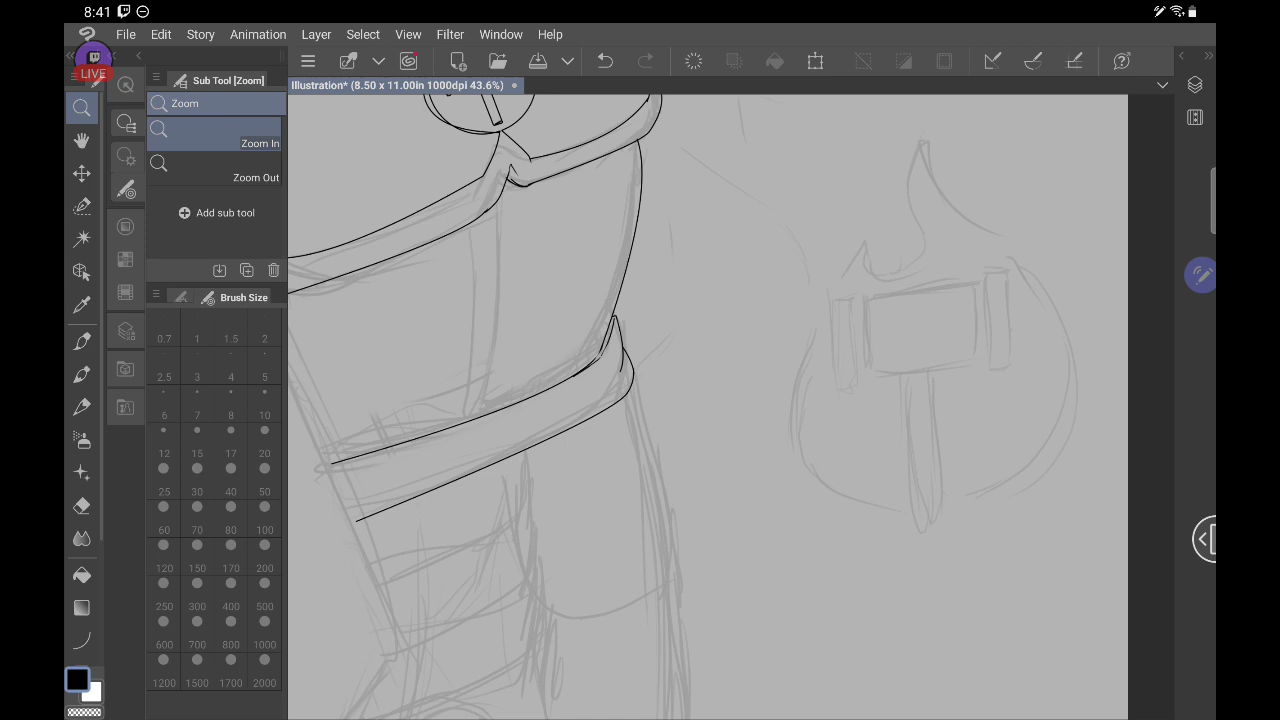 8:41
File Edit Story Animation Layer Select View Filter Window Help
LIVE
Sub Tool [Zoom]
Illustration* (8.50 x 11.00in 1000dpi 43.6%)
Zoom
Zoom In
Zoom Out
Add sub tool
Brush Size
0.7 1 1.5 2
2.5 3 4 5
6 7 8 10
12 15 17 20
25 30 40 50
60 70 80 100
120 150 170 200
250 300 400 500
600 700 800 1000
1200 1500 1700 2000